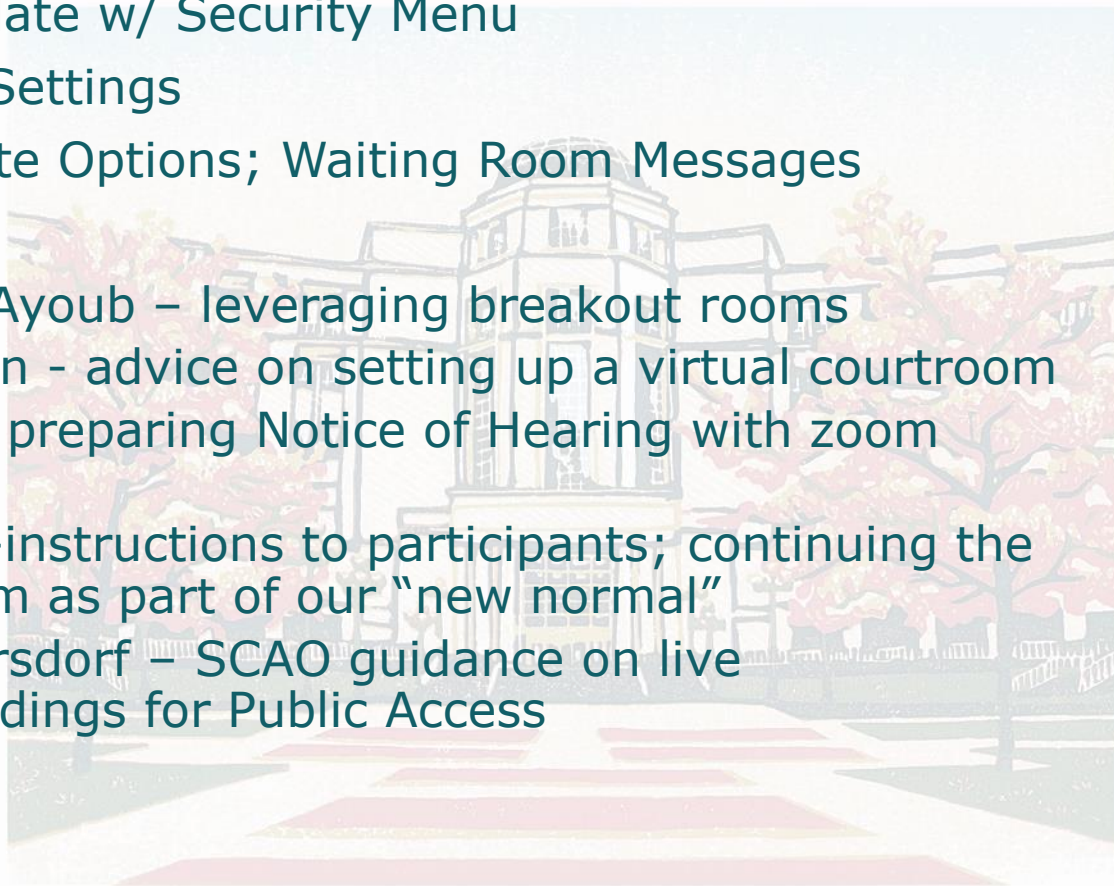 ate w/ Security Menu
Settings
te Options; Waiting Room Messages
Ayoub – leveraging breakout rooms
n - advice on setting up a virtual courtroom
preparing Notice of Hearing with zoom
instructions to participants; continuing the
m as part of our “new normal”
rsdorf – SCAO guidance on live
dings for Public Access